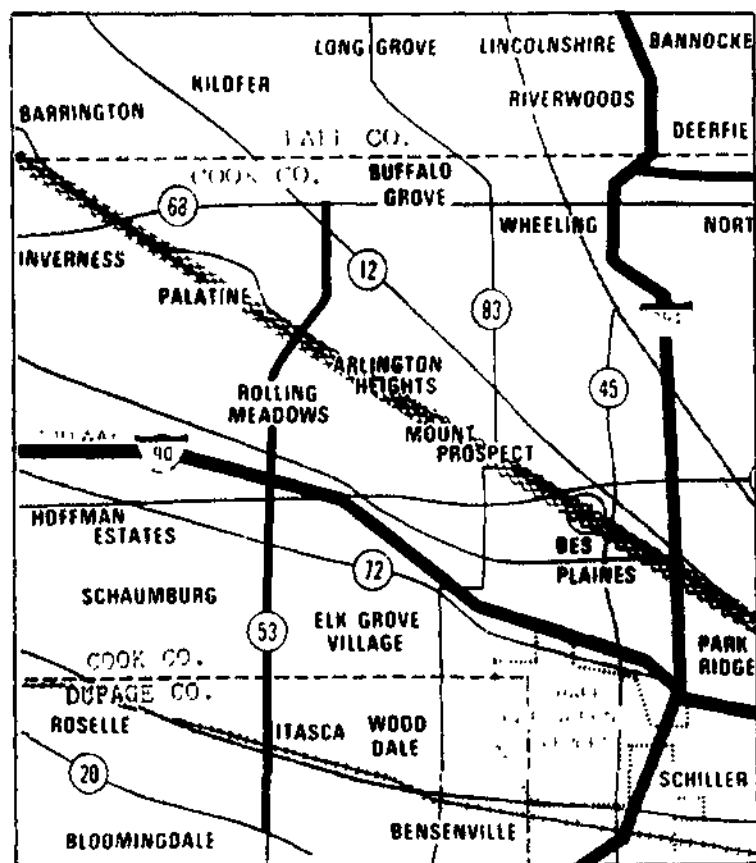 LONG GROVE
LINCOLNSHIRE
BANNOCKE
KILDFER
RIVERWOODS
BARRINGTON
DEERFIE
CO.
COOK CO.
BUFFALO
GROVE
68
WHEELING
NORT
INVERNESS
12
PALATINE
83
ARLINGTON
HEIGHTS
ROLLING
MEADOWS
45
MOUNT
PROSPECT
90
HOFFMAN
ESTATES
DES
PLAINES
72
SCHAUMBURG
ELK GROVE
VILLAGE
53
PARK
RIDGE
COOK CO.
DUPAGE CO.
ROSELLE
ITASCA
WOOD
DALE
20
SCHILLER
BLOOMINGDALE
BENSENVILLE